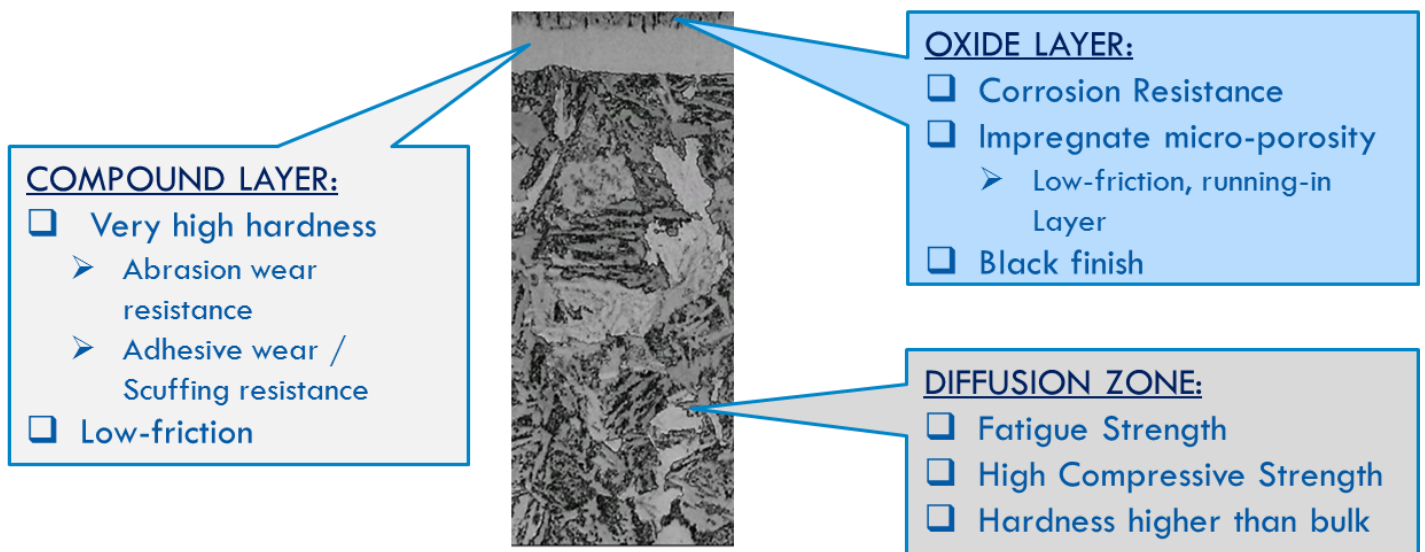 COMPOUND LAYER:
❑ Very high hardness
➢ Abrasion wear
resistance
➢ Adhesive wear /
Scuffing resistance
❑ Low-friction
OXIDE LAYER:
❑ Corrosion Resistance
❑ Impregnate micro-porosity
➢ Low-friction, running-in
Layer
❑ Black finish
DIFFUSION ZONE:
❑ Fatigue Strength
❑ High Compressive Strength
❑ Hardness higher than bulk